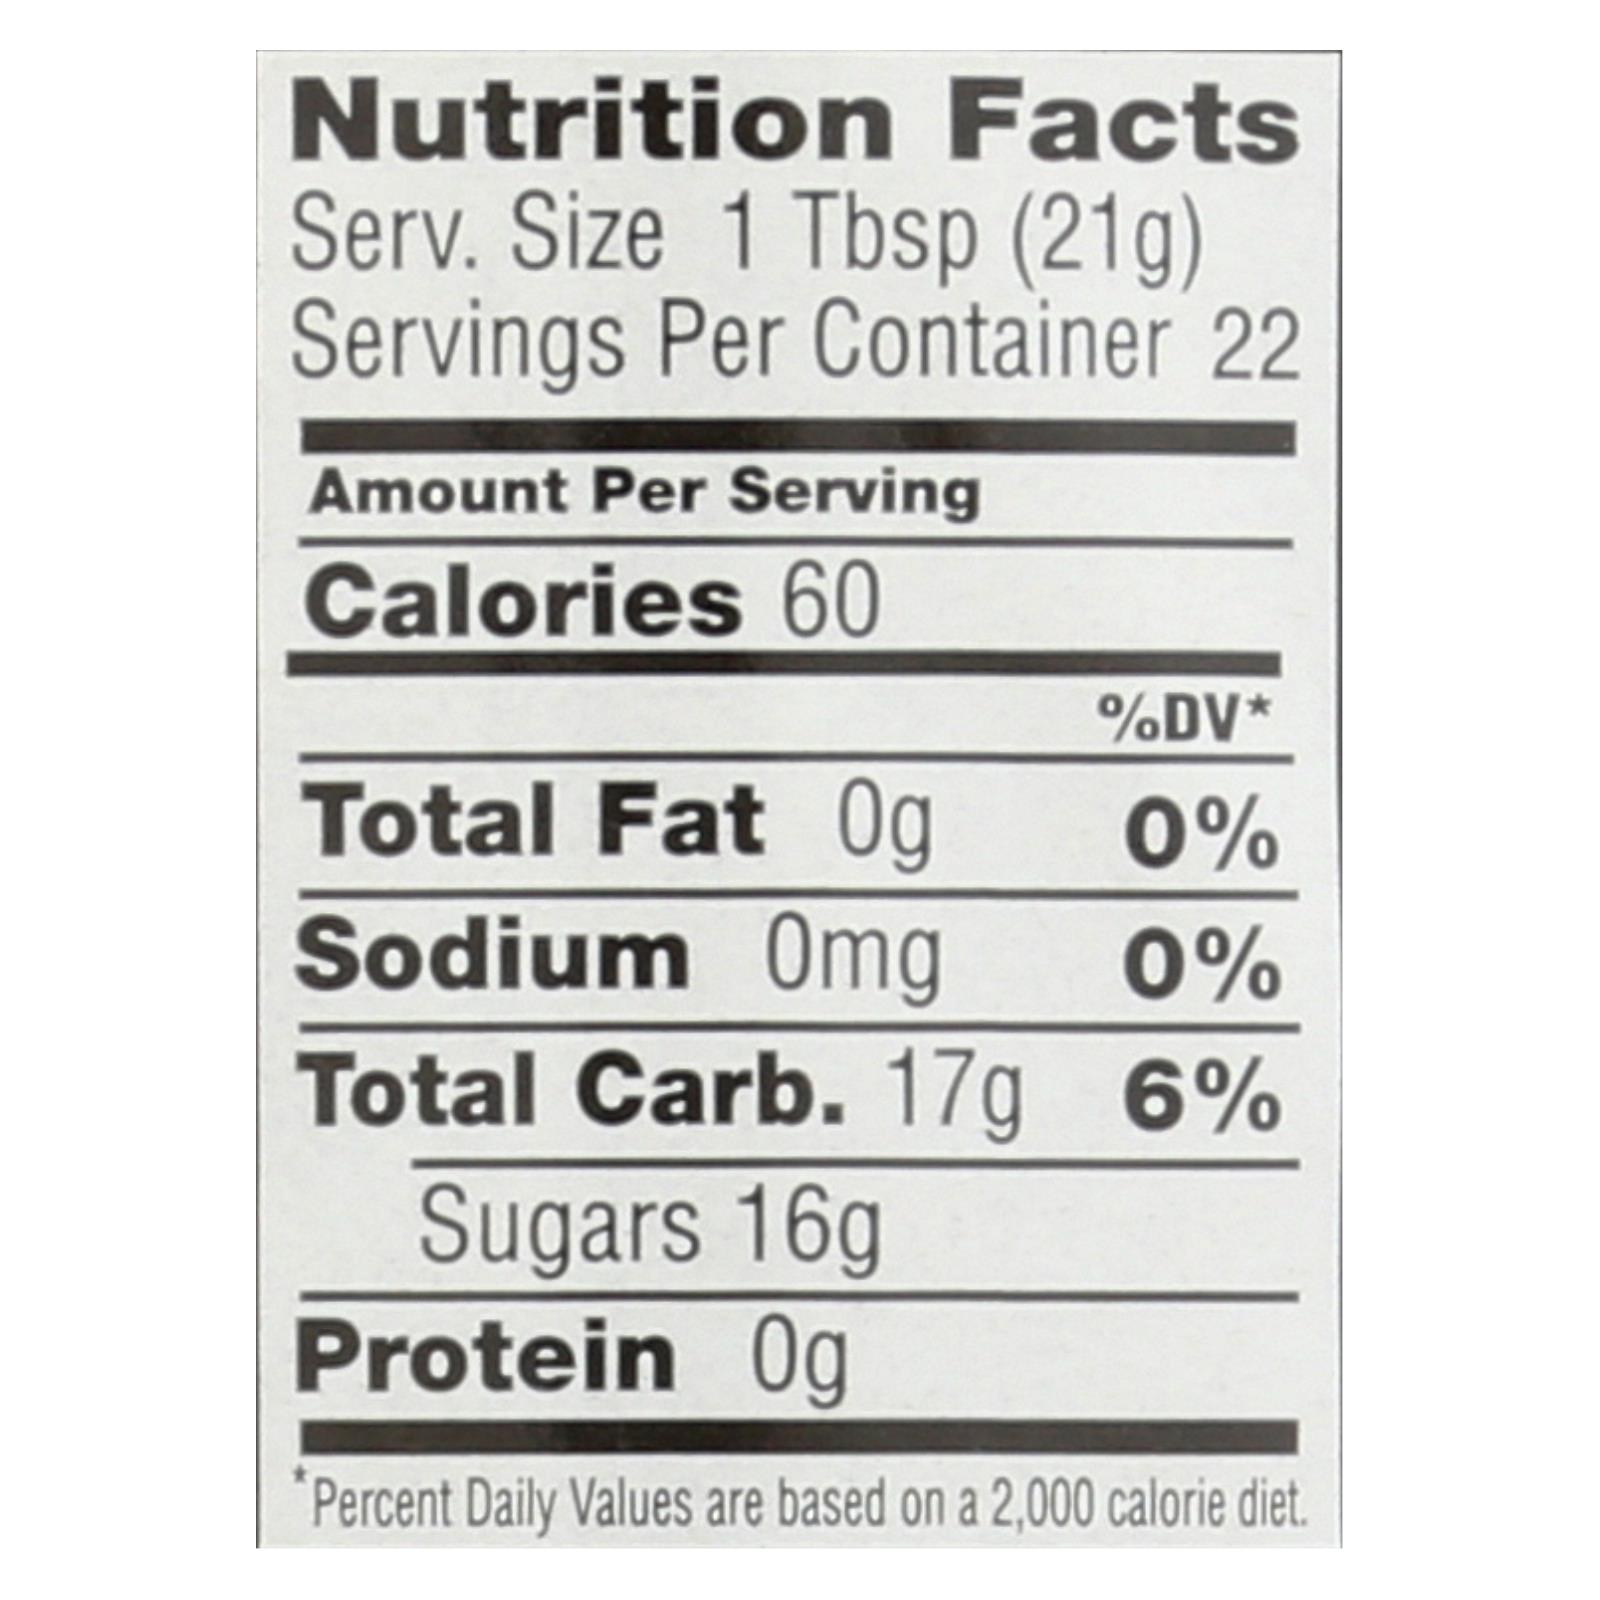 Nutrition Facts
Serv. Size 1 Tbsp (21g)
Servings Per Container 22
Amount Per Serving
Calories 60
%DV*
Total Fat 0g 0%
Sodium 0mg 0%
Total Carb. 17g 6%
Sugars 16g
Protein 0g
*Percent Daily Values are based on a 2,000 calorie diet.